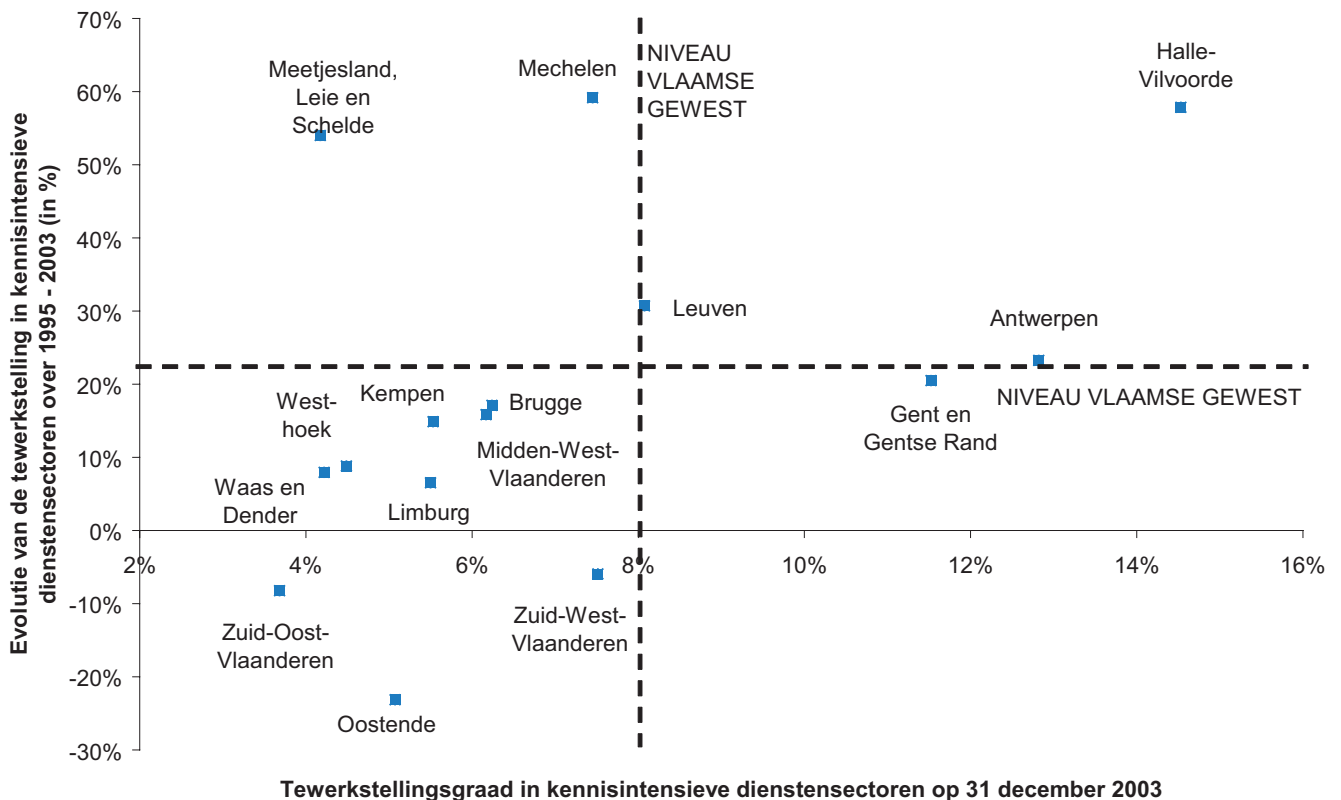 Evolutie van de tewerkstelling in kennisintensieve
dienstensectoren over 1995 - 2003 (in %)
70%
60%
50%
40%
30%
20%
10%
0%
-10%
-20%
-30%
Meetjesland,
Leie en
Schelde
Mechelen
NIVEAU
VLAAMSE
GEWEST
Halle-
Vilvoorde
Leuven
Antwerpen
NIVEAU VLAAMSE GEWEST
Gent en
Gentse Rand
West-
hoek
Kempen
Brugge
Midden-West-
Vlaanderen
Waas en
Dender
Limburg
2%
4%
6%
8%
10%
12%
14%
16%
Zuid-Oost-
Vlaanderen
Zuid-West-
Vlaanderen
Oostende
Tewerkstellingsgraad in kennisintensieve dienstensectoren op 31 december 2003